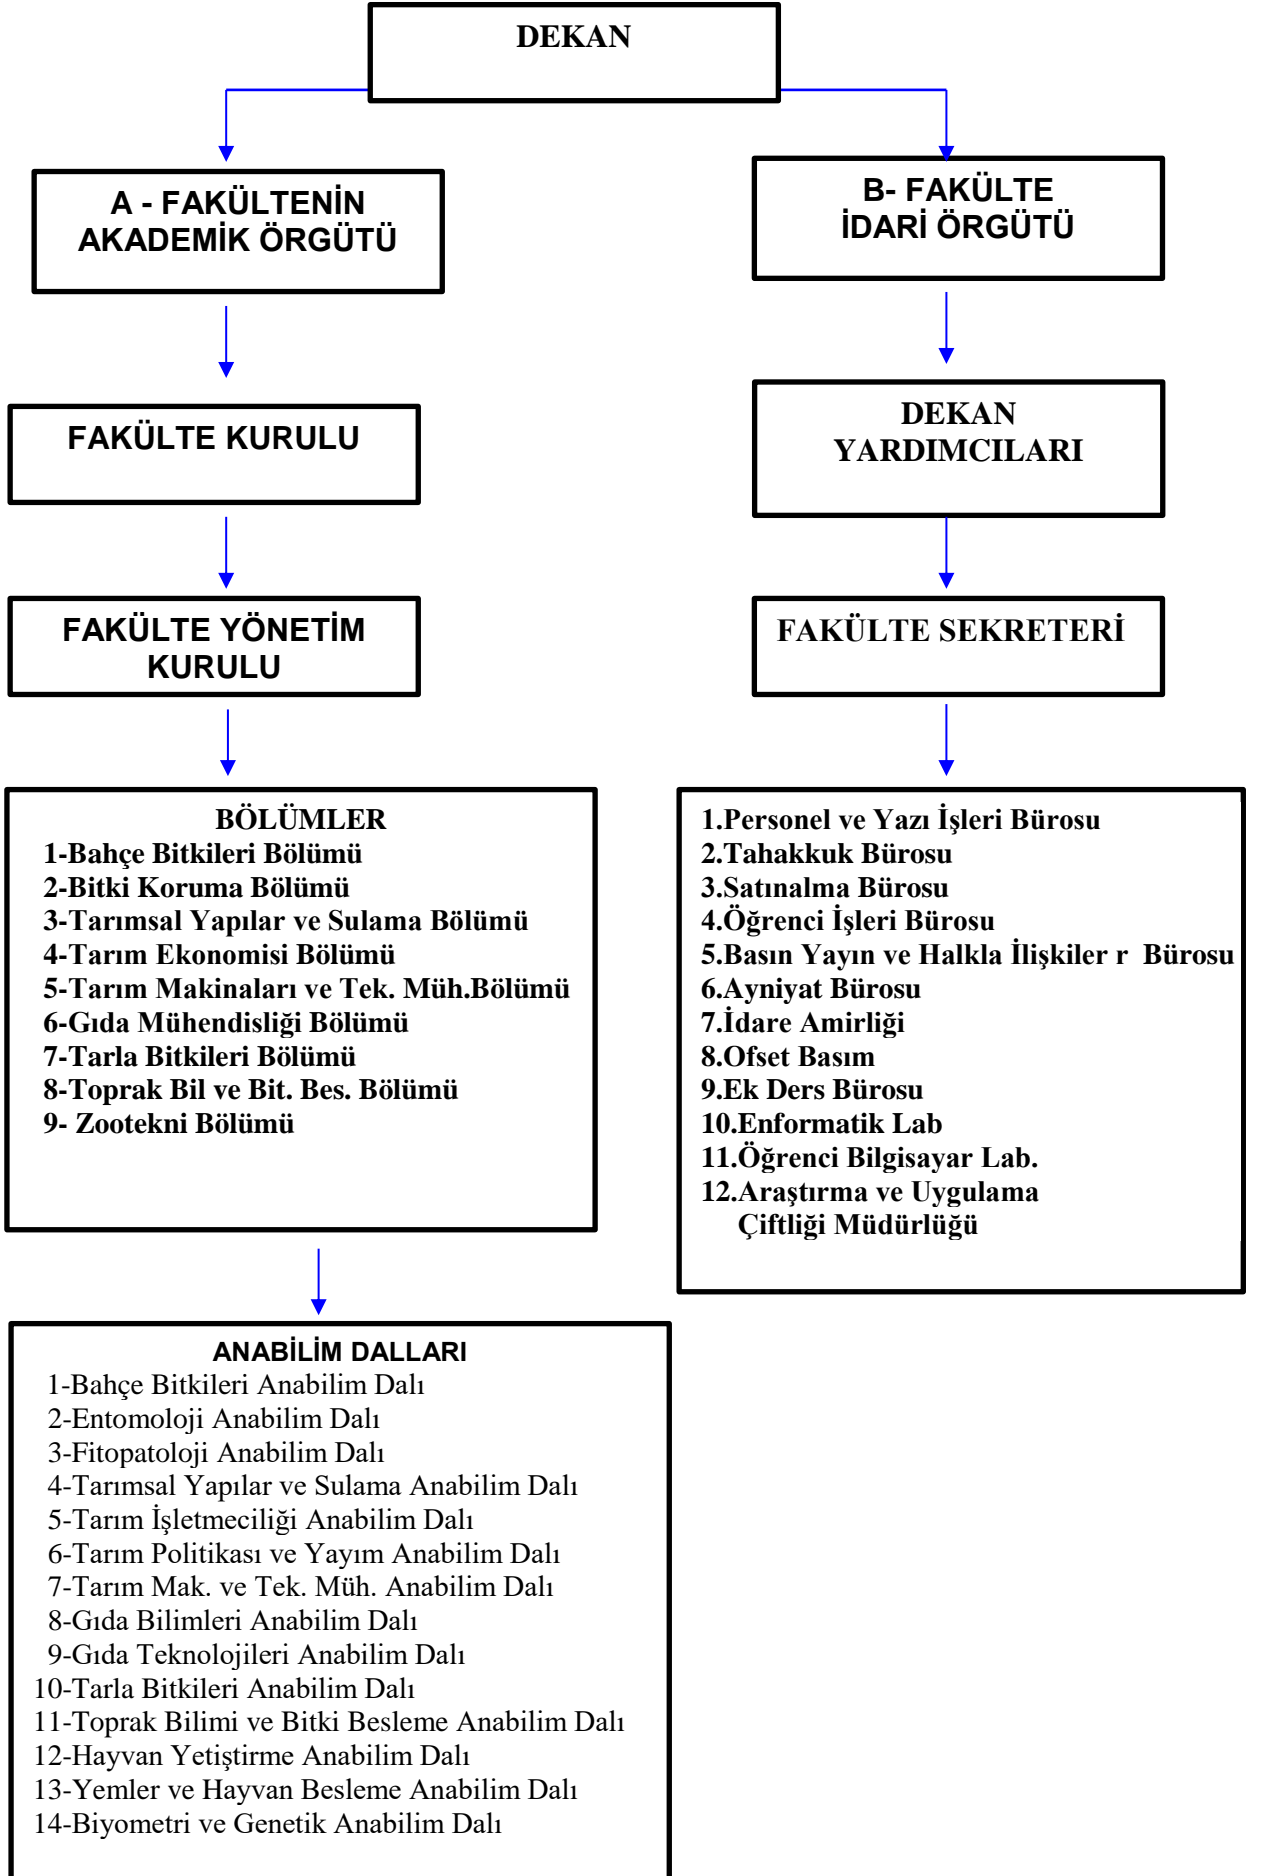 DEKAN
A - FAKÜLTENİN
AKADEMİK ÖRGÜTÜ
B- FAKÜLTE
İDARİ ÖRGÜTÜ
FAKÜLTE KURULU
DEKAN
YARDIMCILARI
FAKÜLTE YÖNETİM
KURULU
FAKÜLTE SEKRETERİ
BÖLÜMLER
1-Bahçe Bitkileri Bölümü
2-Bitki Koruma Bölümü
3-Tarımsal Yapılar ve Sulama Bölümü
4-Tarım Ekonomisi Bölümü
5-Tarım Makinaları ve Tek. Müh.Bölümü
6-Gıda Mühendisliği Bölümü
7-Tarla Bitkileri Bölümü
8-Toprak Bil ve Bit. Bes. Bölümü
9- Zootekni Bölümü
1.Personel ve Yazı İşleri Bürosu
2.Tahakkuk Bürosu
3.Satınalma Bürosu
4.Öğrenci İşleri Bürosu
5.Basın Yayın ve Halkla İlişkiler r  Bürosu
6.Ayniyat Bürosu
7.İdare Amirliği
8.Ofset Basım
9.Ek Ders Bürosu
10.Enformatik Lab
11.Öğrenci Bilgisayar Lab.
12.Araştırma ve Uygulama
Çiftliği Müdürlüğü
ANABİLİM DALLARI
1-Bahçe Bitkileri Anabilim Dalı
2-Entomoloji Anabilim Dalı
3-Fitopatoloji Anabilim Dalı
4-Tarımsal Yapılar ve Sulama Anabilim Dalı
5-Tarım İşletmeciliği Anabilim Dalı
6-Tarım Politikası ve Yayım Anabilim Dalı
7-Tarım Mak. ve Tek. Müh. Anabilim Dalı
8-Gıda Bilimleri Anabilim Dalı
9-Gıda Teknolojileri Anabilim Dalı
10-Tarla Bitkileri Anabilim Dalı
11-Toprak Bilimi ve Bitki Besleme Anabilim Dalı
12-Hayvan Yetiştirme Anabilim Dalı
13-Yemler ve Hayvan Besleme Anabilim Dalı
14-Biyometri ve Genetik Anabilim Dalı